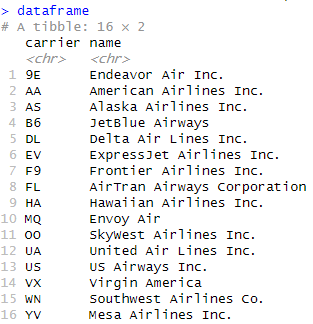 > dataframe
# A tibble: 16 × 2
carrier name
<chr> <chr>
1 9E Endeavor Air Inc.
2 AA American Airlines Inc.
3 AS Alaska Airlines Inc.
4 B6 JetBlue Airways
5 DL Delta Air Lines Inc.
6 EV ExpressJet Airlines Inc.
7 F9 Frontier Airlines Inc.
8 FL AirTran Airways Corporation
9 HA Hawaiian Airlines Inc.
10 MQ Envoy Air
11 OO SkyWest Airlines Inc.
12 UA United Air Lines Inc.
13 US US Airways Inc.
14 VX Virgin America
15 WN Southwest Airlines Co.
16 YV Mesa Airlines Inc.